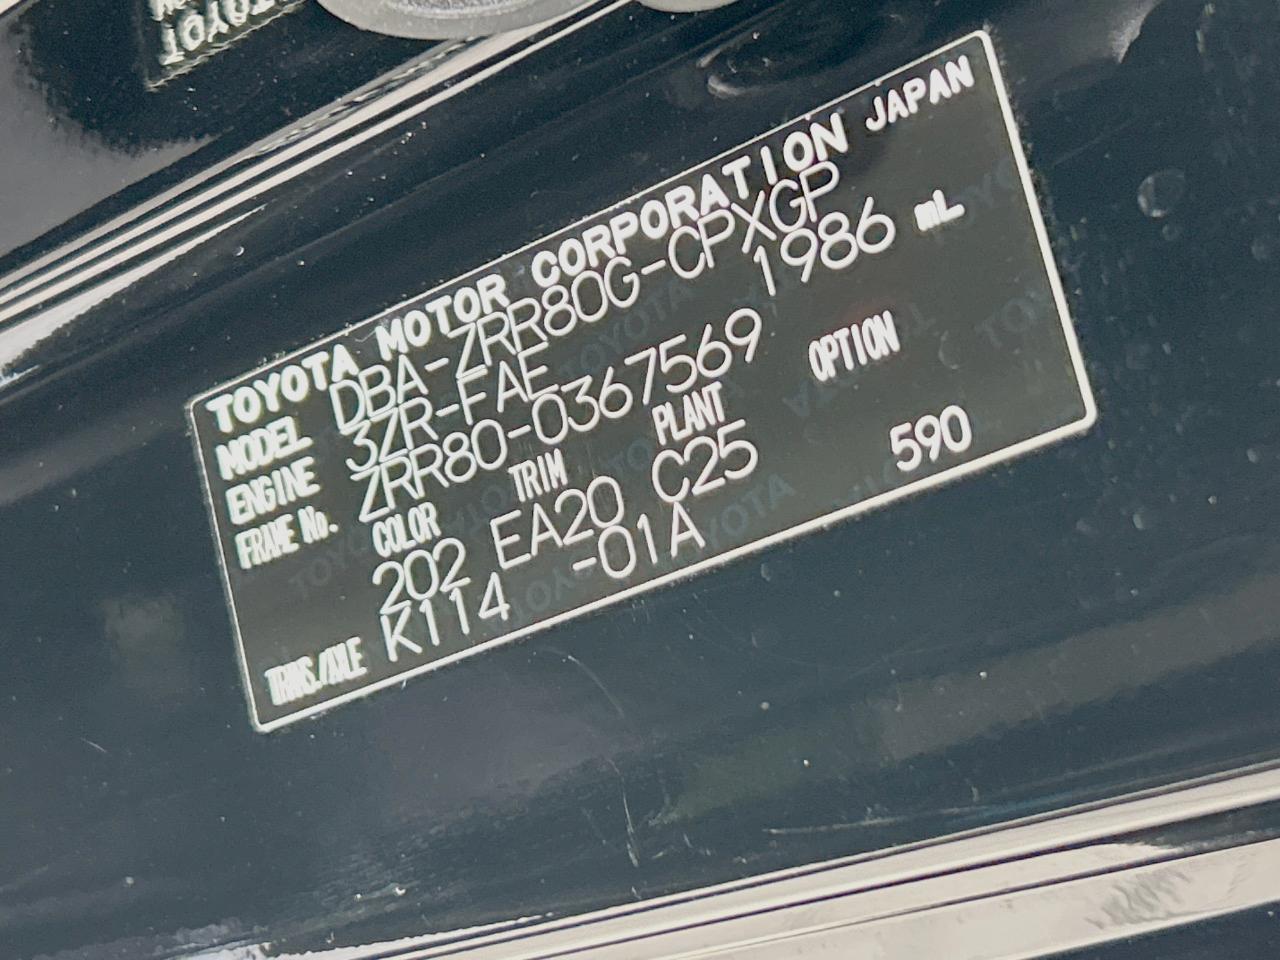 TOYOTA MOTOR CORPORATION JAPAN
MODEL DBA-ZRR80G-CPXGP
ENGINE 3ZR-FAE 1986 mL
FRAME No. ZRR80-0367569
COLOR TRIM PLANT OPTION
202 EA20 C25 590
TRANS./AXLE K114 -01A